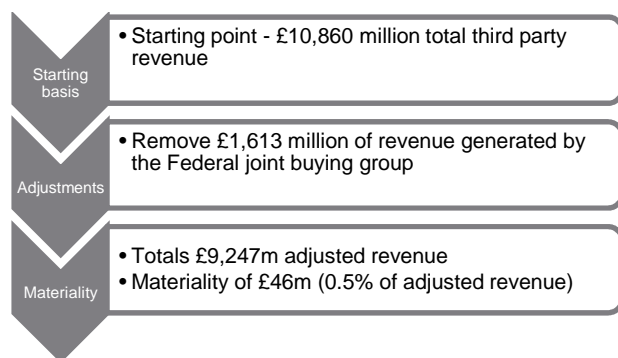 Starting
basis
• Starting point - £10,860 million total third party
revenue
Adjustments
• Remove £1,613 million of revenue generated by
the Federal joint buying group
Materiality
• Totals £9,247m adjusted revenue
• Materiality of £46m (0.5% of adjusted revenue)